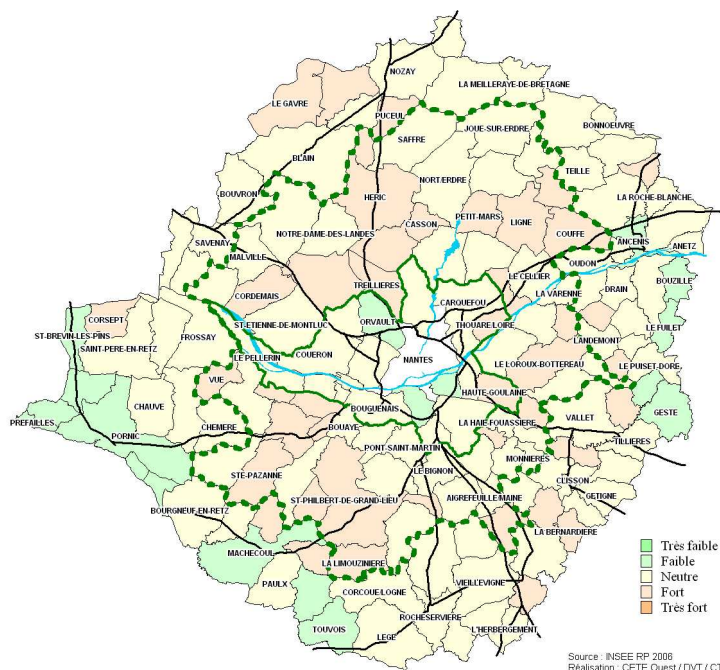 NOZAY
LA MEILLERAYE-DE-BRETAGNE
LE GAVRE
PUCEUL
SAFFRE
JOUE-SUR-ERDRE
BONNOEUVRE
BLAIN
TEILLE
NORT/ERDRE
BOUVRON
HERIC
LA ROCHE-BLANCHE
PETIT-MARS
CASSON
LIGNE
COUFFE
NOTRE-DAME-DES-LANDES
SAVENAY
ANCENIS
ANETZ
MALVILLE
OUDON
LE CELLIER
BOUZILLE
TREILLIERES
DRAIN
CORDEMAIS
LA VARENNE
CARQUEFOU
CORSEPT
ORVAULT
ST-ETIENNE-DE-MONTLUC
THOUARE/LOIRE
LE FUILET
ST-BREVIN-LES-PINS
FROSSAY
LANDEMONT
SAINT-PERE-EN-RETZ
COUERON
LE PELLERIN
NANTES
LE LOROUX-BOTTEREAU
LE PUISET-DORE
VUE
HAUTE-GOULAINE
CHAUVE
BOUGUENAIS
GESTE
PREFAILLES
VALLET
CHEMERE
LA HAIE-FOUASSIERE
BOUAYE
PORNIC
TILLIERES
PONT-SAINT-MARTIN
MONNIERES
LE BIGNON
STE-PAZANNE
CLISSON
GETIGNE
ST-PHILBERT-DE-GRAND-LIEU
AIGREFEUILLE-MAINE
BOURGNEUF-EN-RETZ
LA BERNARDIERE
MACHECOUL
LA LIMOUZINIERE
PAULX
VIEILLEVIGNE
CORCOUE/LOGNE
ROCHESERVIERE
TOUVOIS
L'HERBERGEMENT
LEGE
Très faible
Faible
Neutre
Fort
Très fort
Source : INSEE RP 2006
Réalisation : CETE Ouest / DVT / CT